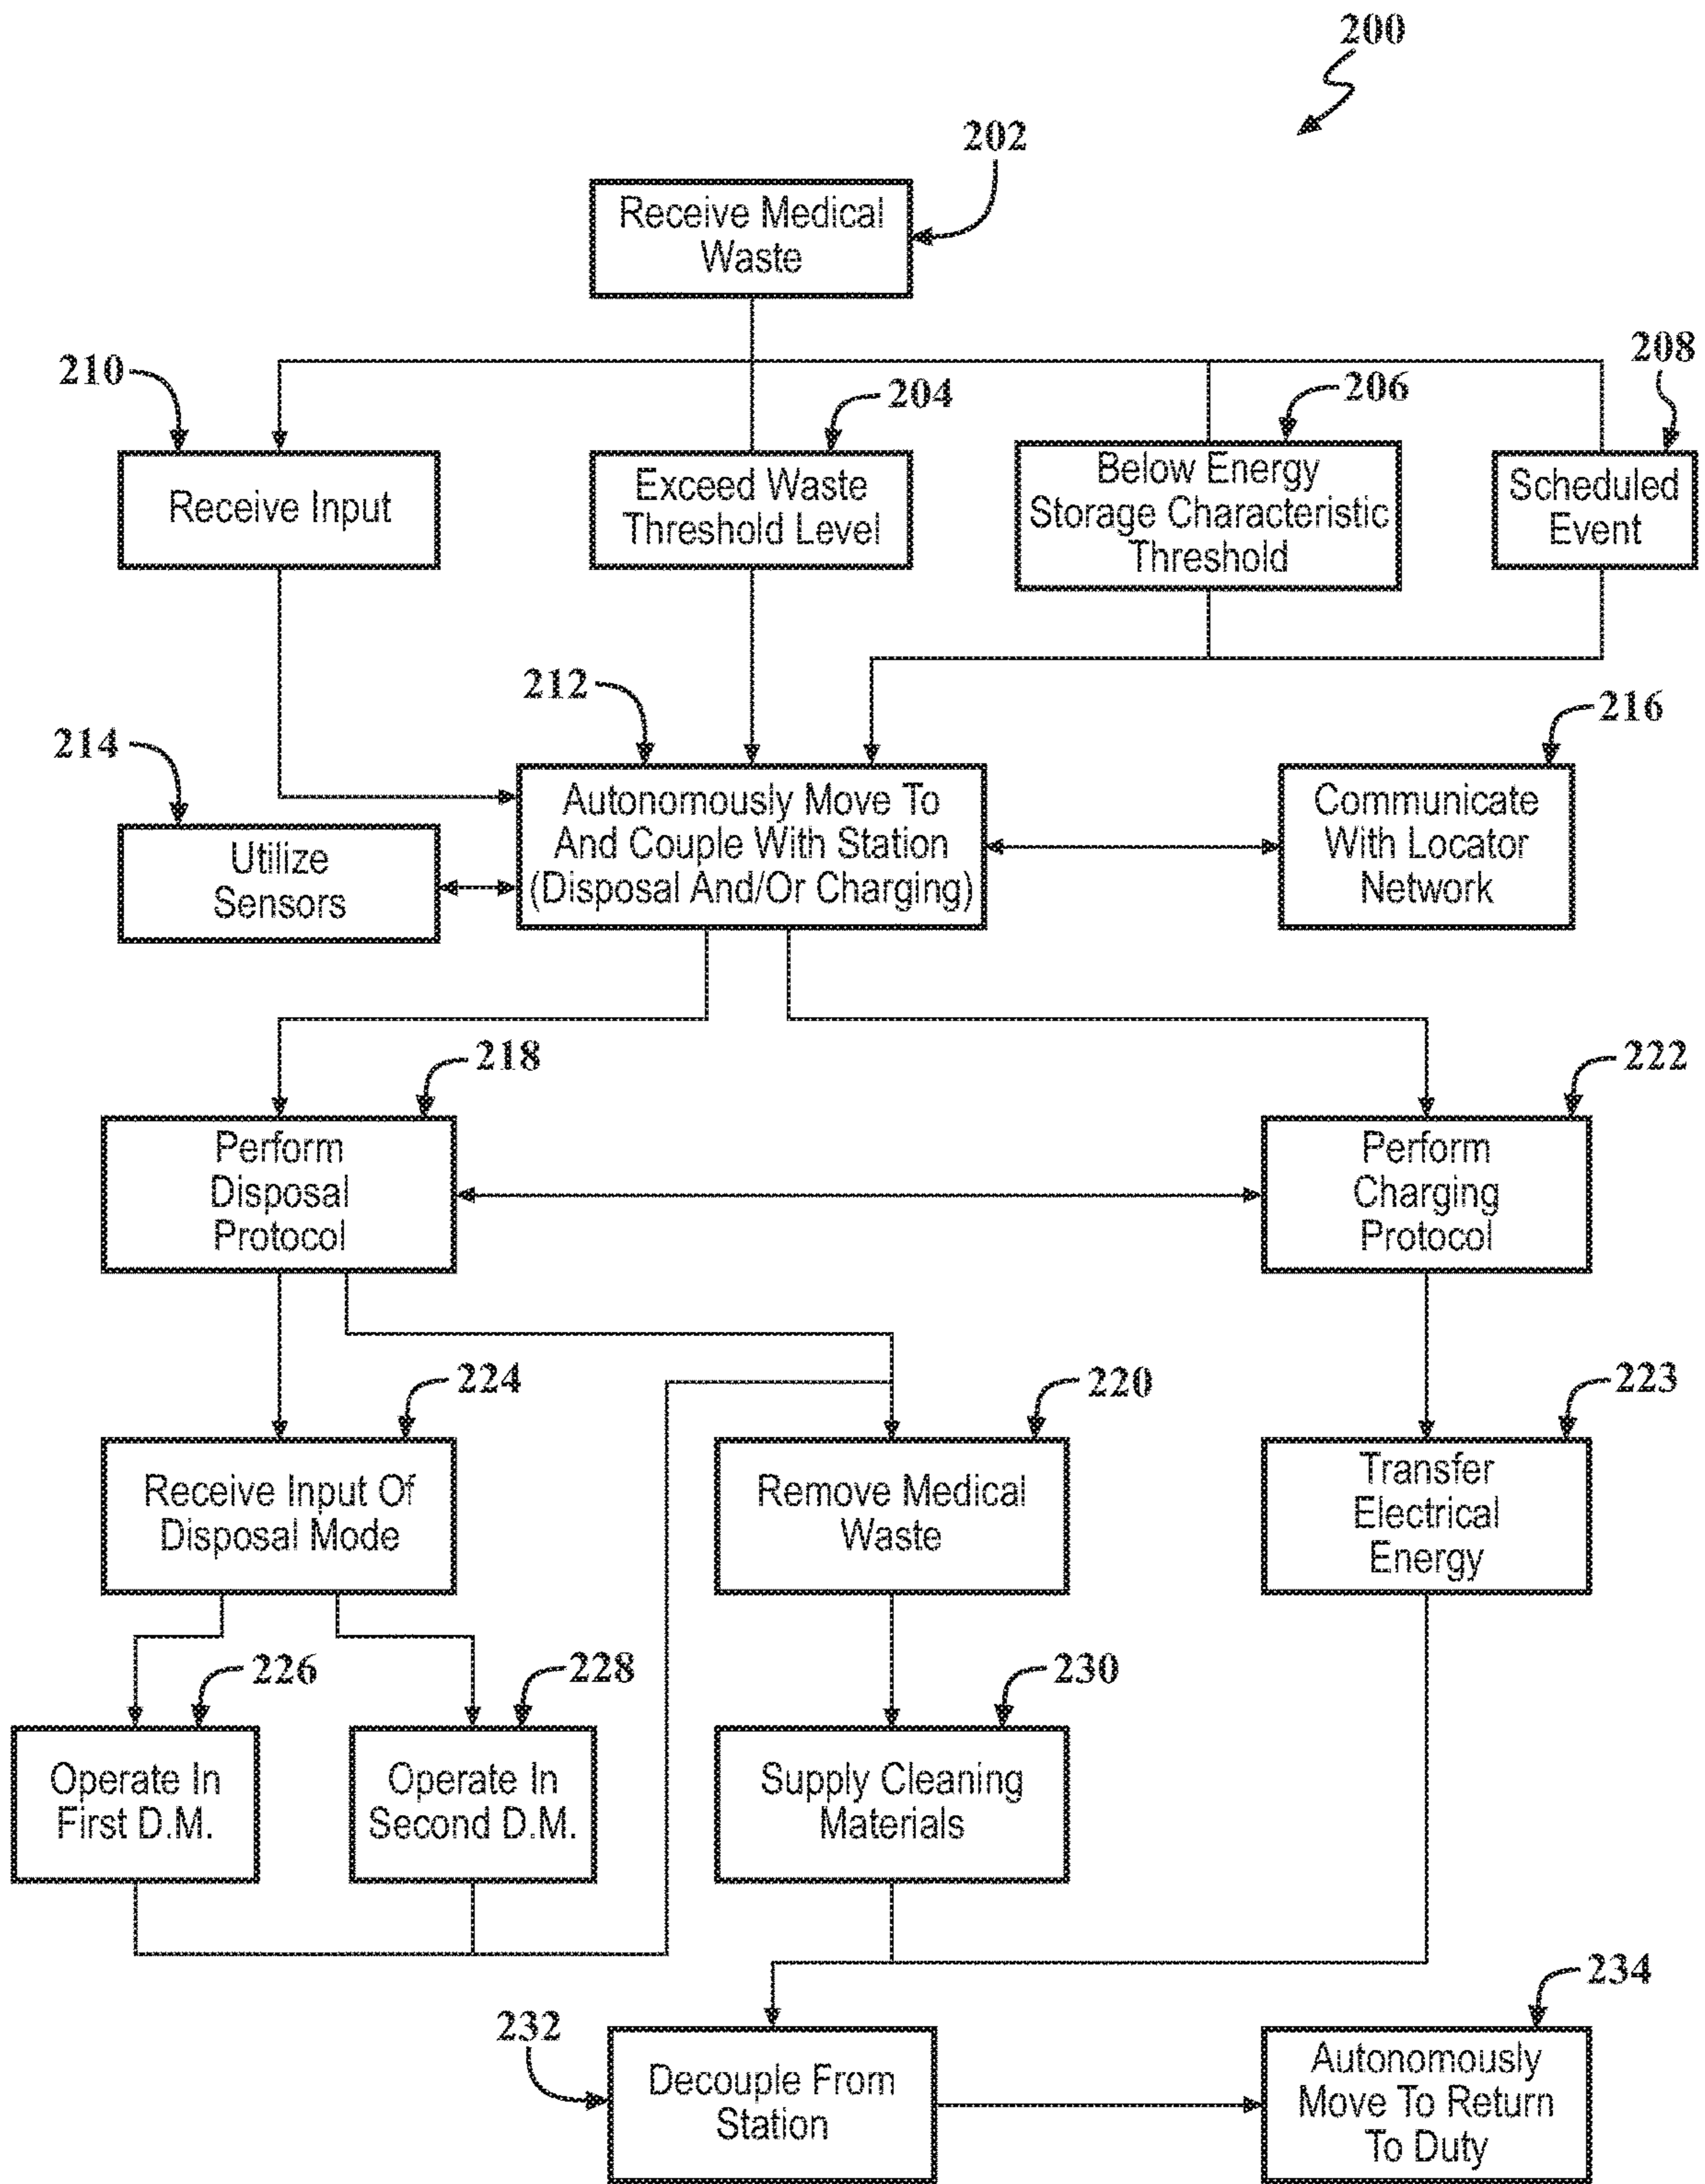 200
202
Receive Medical
Waste
210
204
206
208
Receive Input
Exceed Waste
Threshold Level
Below Energy
Storage Characteristic
Threshold
Scheduled
Event
212
214
216
Utilize
Sensors
Autonomously Move To
And Couple With Station
(Disposal And/Or Charging)
Communicate
With Locator
Network
218
222
Perform
Disposal
Protocol
Perform
Charging
Protocol
224
220
223
Receive Input Of
Disposal Mode
Remove Medical
Waste
Transfer
Electrical
Energy
226
228
230
Operate In
First D.M.
Operate In
Second D.M.
Supply Cleaning
Materials
234
232
Decouple From
Station
Autonomously
Move To Return
To Duty